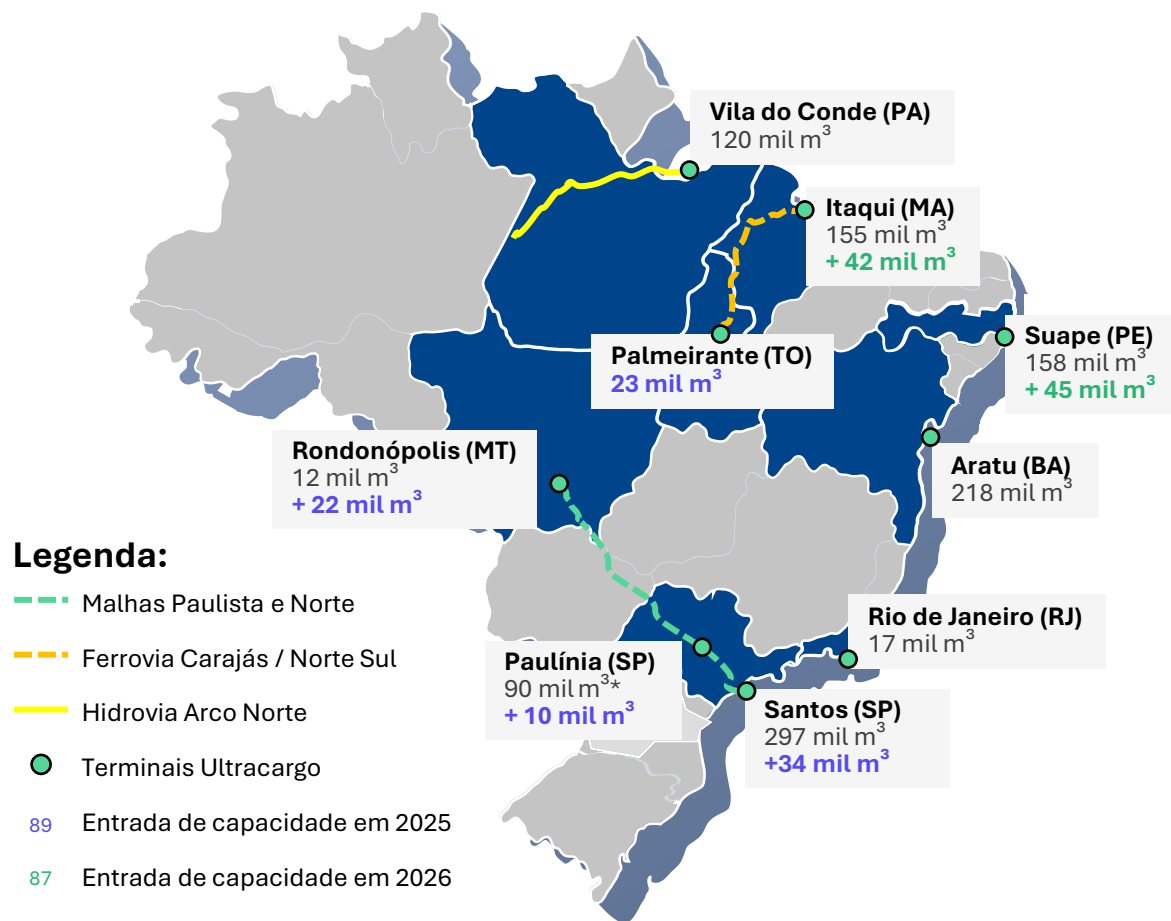 Vila do Conde (PA)
120 mil m³
Itaqui (MA)
155 mil m³
+ 42 mil m³
Suape (PE)
158 mil m³
+ 45 mil m³
Palmeirante (TO)
23 mil m³
Aratu (BA)
218 mil m³
Rondonópolis (MT)
12 mil m³
+ 22 mil m³
Rio de Janeiro (RJ)
17 mil m³
Paulínia (SP)
90 mil m³*
+ 10 mil m³
Santos (SP)
297 mil m³
+34 mil m³
Legenda:
Malhas Paulista e Norte
Ferrovia Carajás / Norte Sul
Hidrovia Arco Norte
Terminais Ultracargo
89 Entrada de capacidade em 2025
87 Entrada de capacidade em 2026